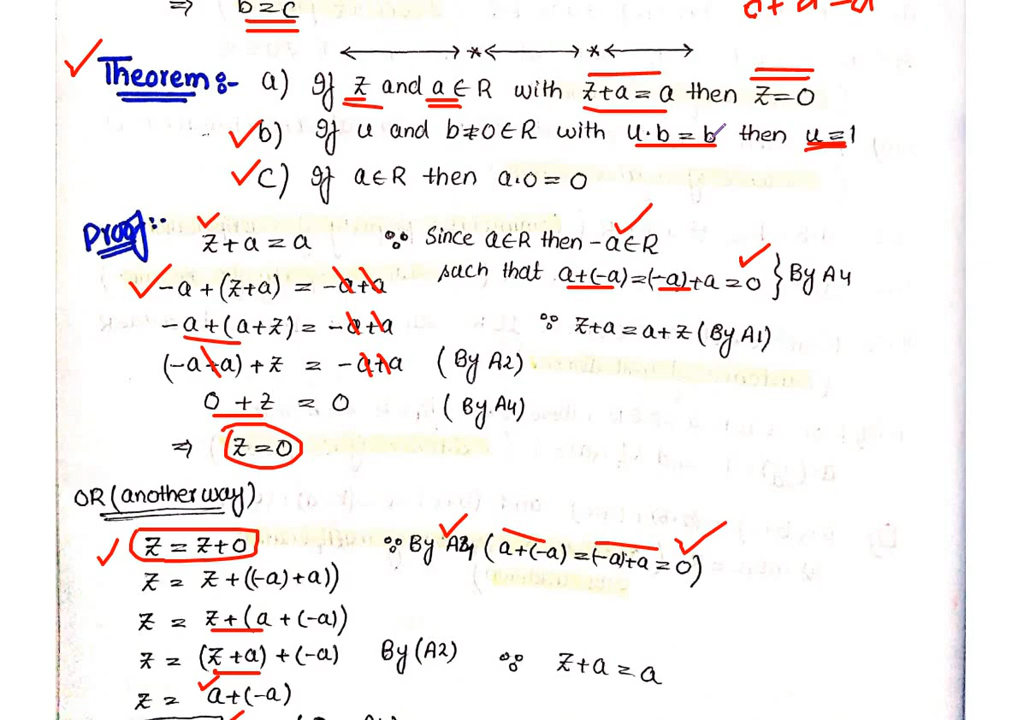 ⇒ b=c
Theorem:- a) If z and a ∈ R with z+a = a then z=0
b) If u and b≠0 ∈ R with u·b = b then u=1
c) If a∈R then a·0 = 0
Proof:-
z+a = a ∵ Since a∈R then -a∈R
such that a+(-a)=(-a)+a=0 } By A4
-a+(z+a) = -a+a
-a+(a+z) = -a+a ∵ z+a = a+z (By A1)
(-a+a)+z = -a+a (By A2)
0+z = 0 (By A4)
⇒ z=0
OR (another way)
z = z+0 ∵ By A4 (a+(-a) = (-a)+a = 0)
z = z+((-a)+a))
z = z+(a+(-a))
z = (z+a)+(-a) By (A2) ∵ z+a = a
z = a+(-a)